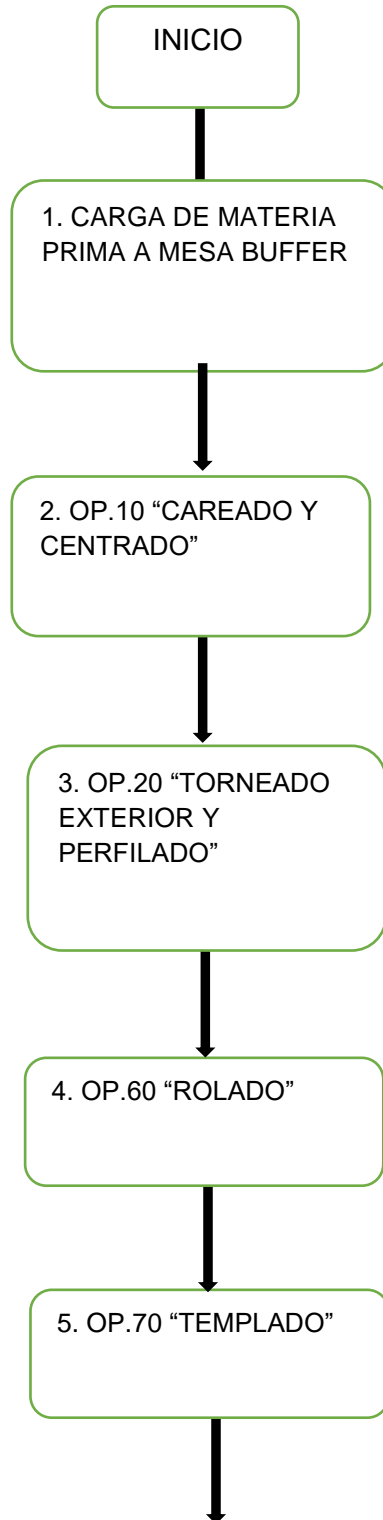 INICIO
1. CARGA DE MATERIA
PRIMA A MESA BUFFER
2. OP.10 “CAREADO Y
CENTRADO”
3. OP.20 “TORNEADO
EXTERIOR Y
PERFILADO”
4. OP.60 “ROLADO”
5. OP.70 “TEMPLADO”